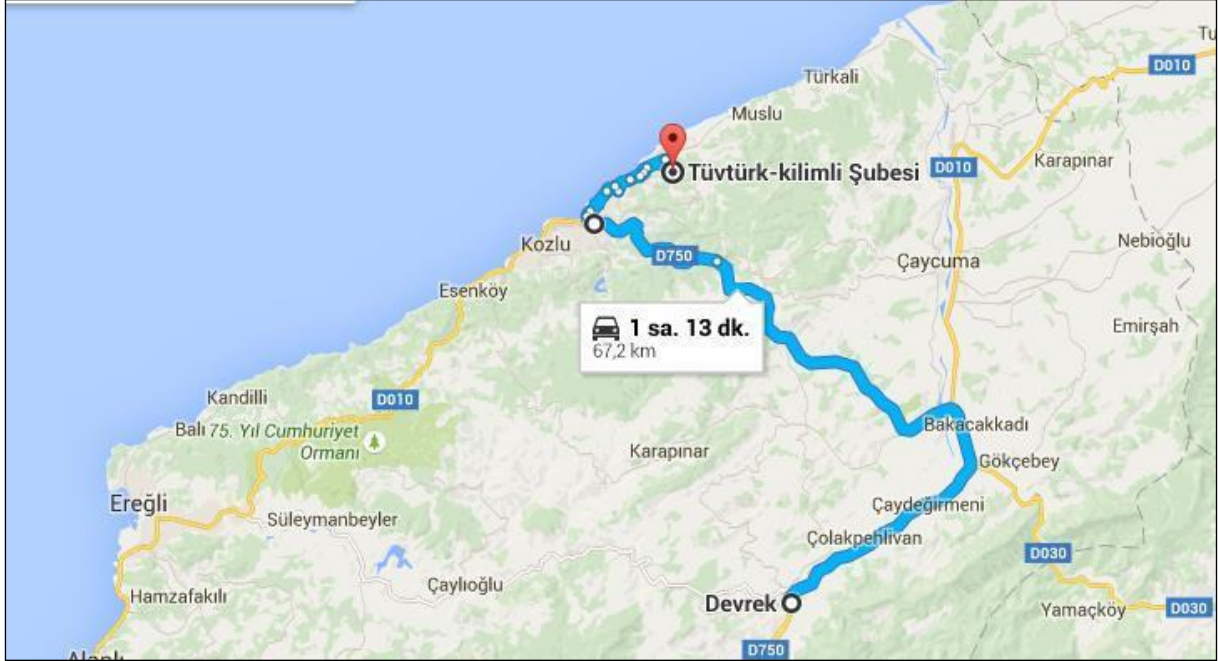 Tu
D010
Türkali
Muslu
Tüvtürk-kilimli Şubesi
D010
Karapınar
Kozlu
D750
Nebioğlu
Çaycuma
Esenköy
1 sa. 13 dk.
67,2 km
Emirşah
Kandilli
D010
Balı
75. Yıl Cumhuriyet
Ormanı
Bakacakkadı
Karapınar
Gökçebey
Ereğli
Süleymanbeyler
Çaydeğirmeni
Çolakpehlivan
D030
Çaylıoğlu
Hamzafakılı
Devrek
Yamaçköy
D030
D750